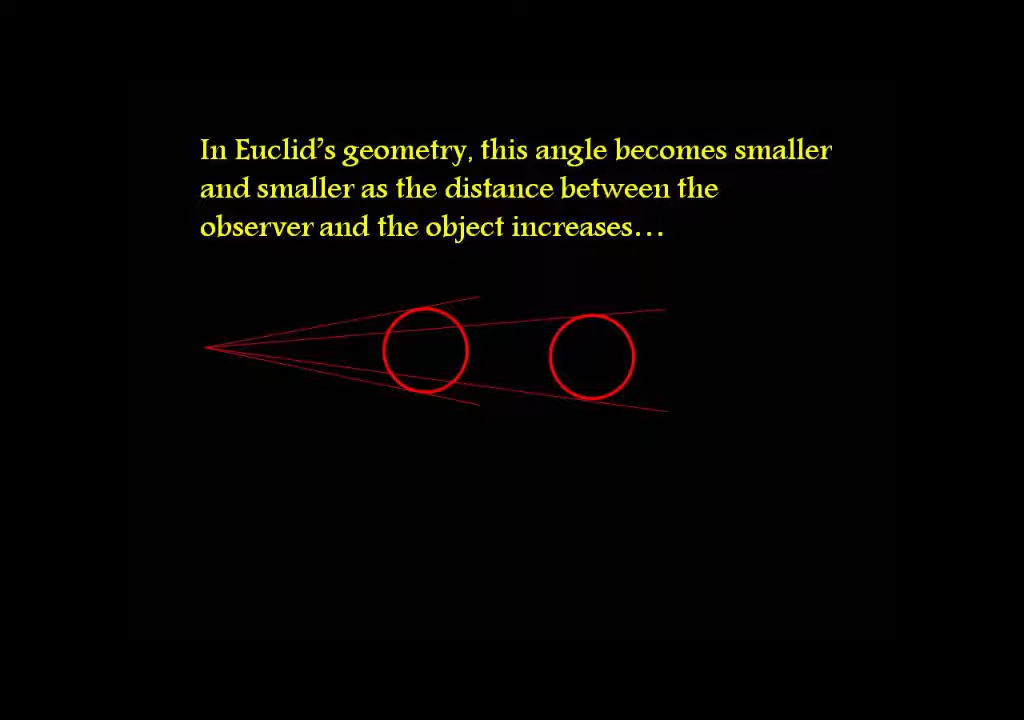 In Euclid’s geometry, this angle becomes smaller
and smaller as the distance between the
observer and the object increases…